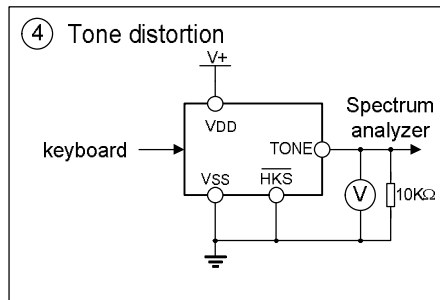 ④ Tone distortion
V+
VDD
Spectrum
analyzer
keyboard
TONE
VSS
HKS
V
10KΩ